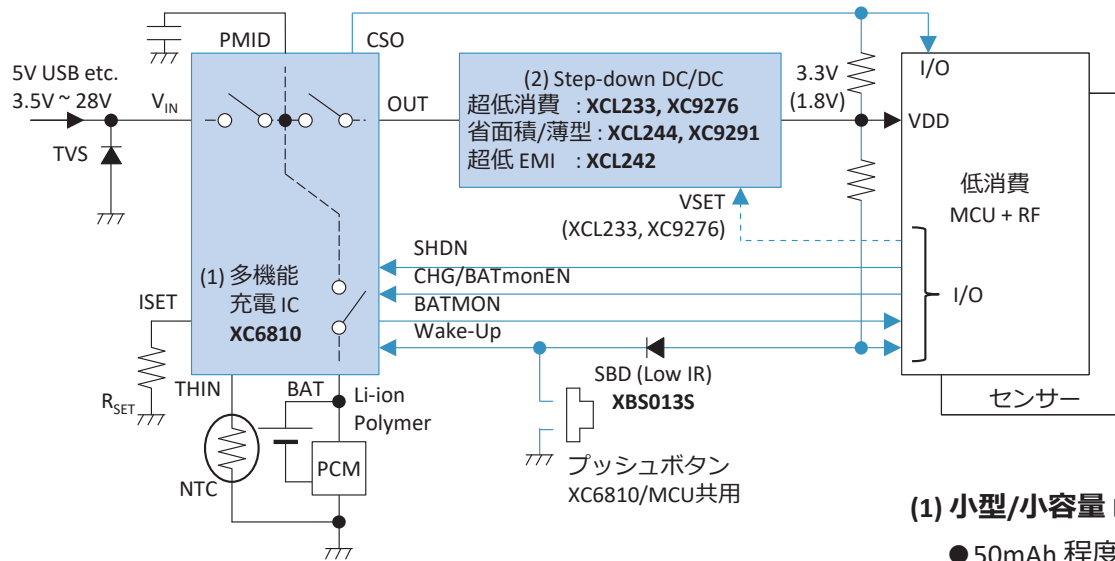 PMID
CSO
5V USB etc.
3.5V ~ 28V
VIN
TVS
OUT
(2) Step-down DC/DC
超低消費 : XCL233, XC9276
省面積/薄型 : XCL244, XC9291
超低 EMI : XCL242
3.3V
(1.8V)
I/O
VDD
低消費
MCU + RF
VSET
(XCL233, XC9276)
SHDN
CHG/BATmonEN
BATMON
Wake-Up
I/O
(1) 多機能
充電 IC
XC6810
ISET
RSET
THIN
BAT
Li-ion
Polymer
NTC
PCM
SBD (Low IR)
XBS013S
センサー
プッシュボタン
XC6810/MCU共用
(1) 小型/小容量
●50mAh 程度